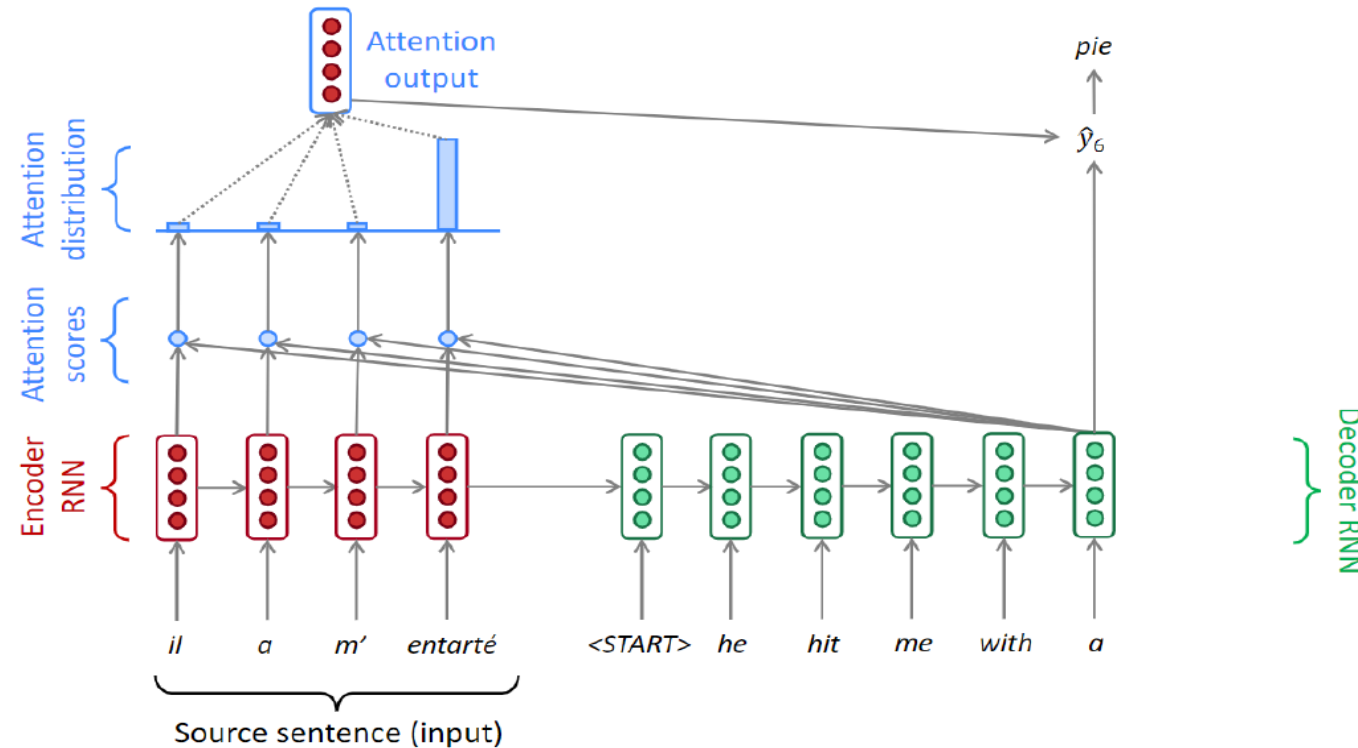 Attention
output
pie
Attention
distribution
ŷ6
Attention
scores
Encoder
RNN
Decoder RNN
il a m’ entarté <START> he hit me with a
Source sentence (input)